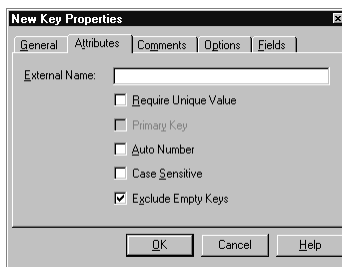 New Key Properties
General Attributes Comments Options Fields
External Name:
Require Unique Value
Primary Key
Auto Number
Case Sensitive
Exclude Empty Keys
OK Cancel Help